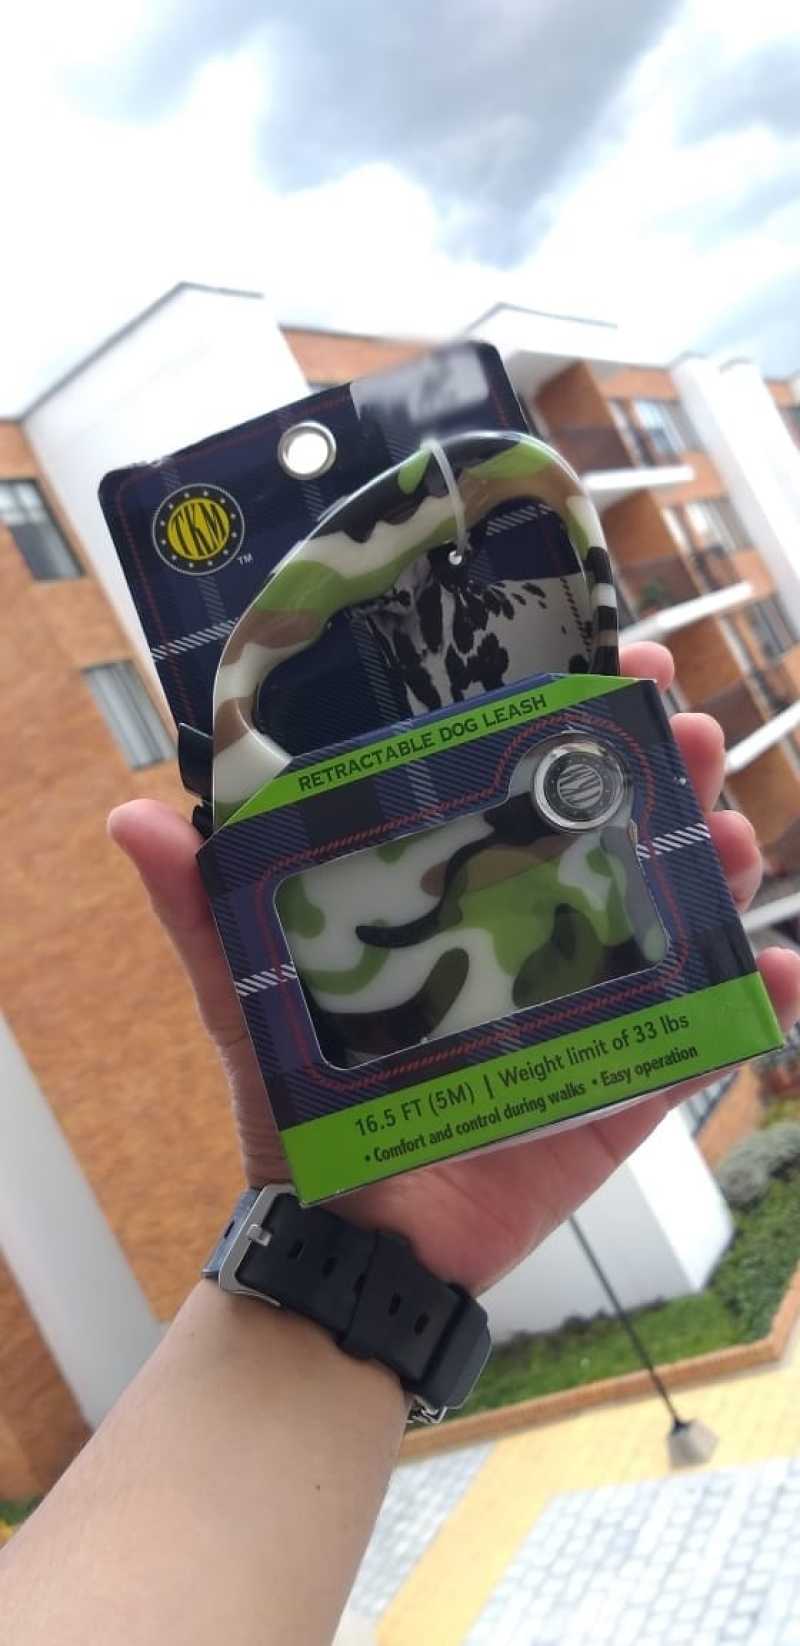 TKM
TM
RETRACTABLE DOG LEASH
TKM
16.5 FT (5M) | Weight limit of 33 lbs
• Comfort and control during walks • Easy operation